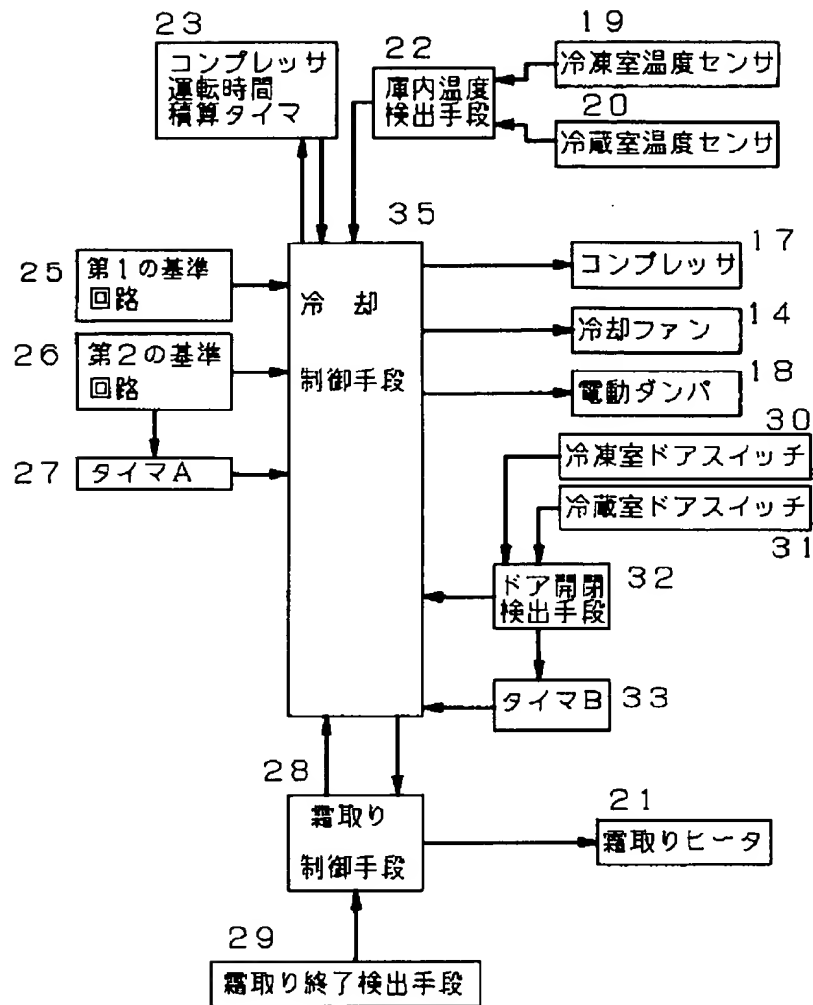 23
コンプレッサ
運転時間
積算タイマ
22
庫内温度
検出手段
19
冷凍室温度センサ
20
冷蔵室温度センサ
35
冷却
制御手段
25
第1の基準
回路
26
第2の基準
回路
27
タイマA
17
コンプレッサ
14
冷却ファン
18
電動ダンパ
30
冷凍室ドアスイッチ
冷蔵室ドアスイッチ
31
ドア開閉
検出手段
32
タイマB
33
28
霜取り
制御手段
21
霜取りヒータ
29
霜取り終了検出手段